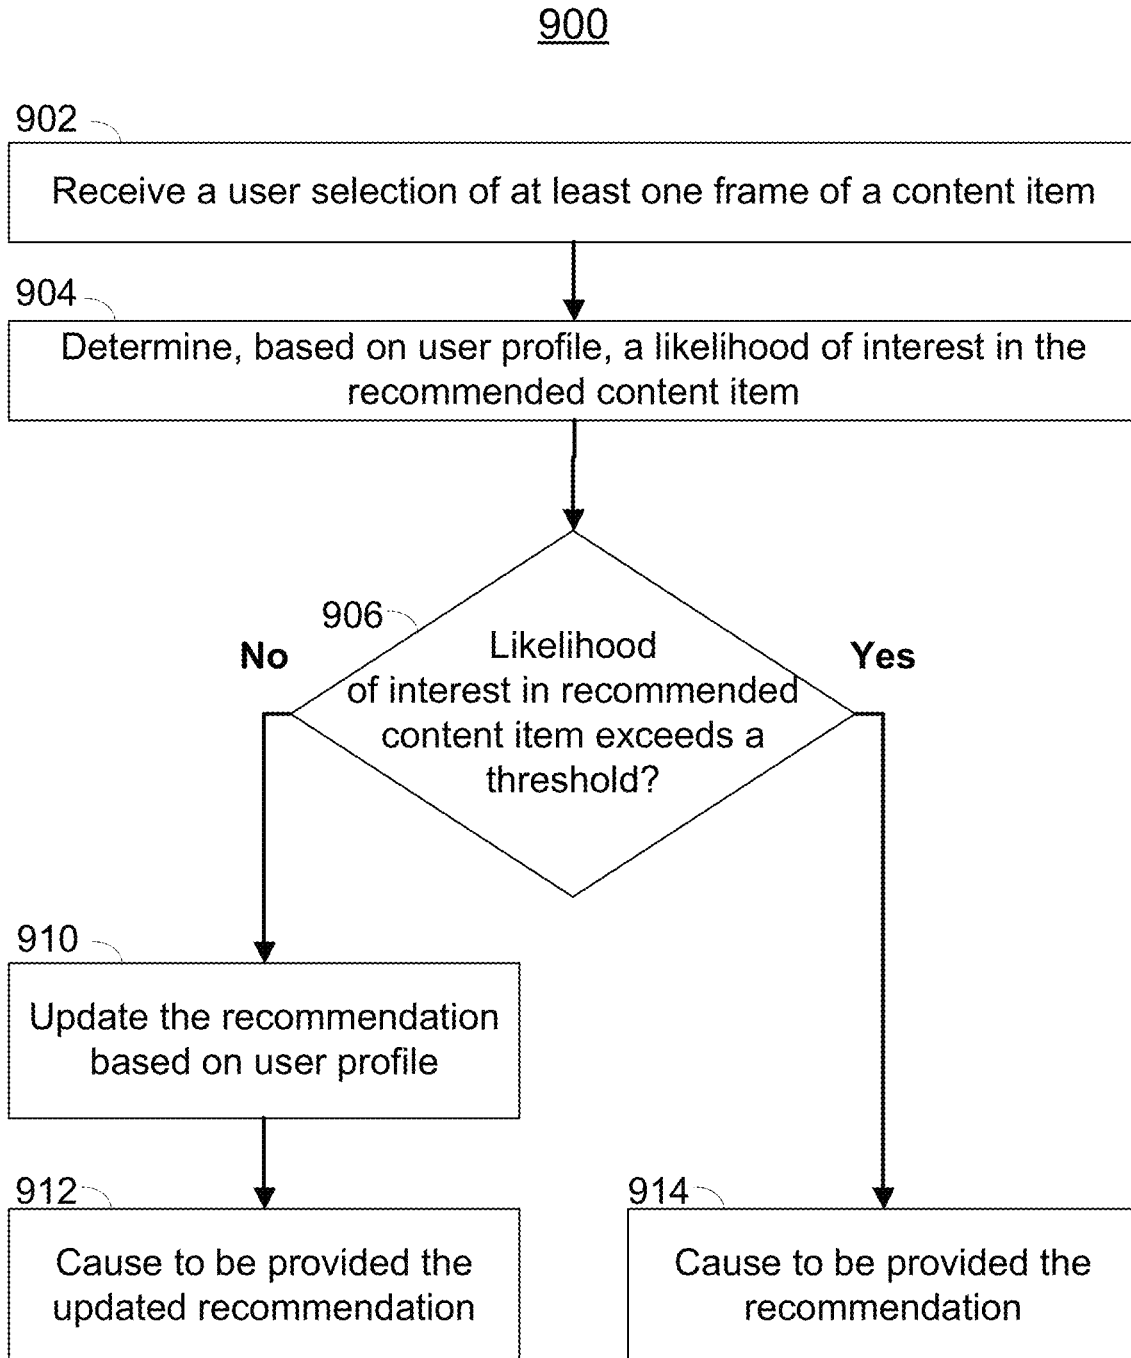 900
902
Receive a user selection of at least one frame of a content item
904
Determine, based on user profile, a likelihood of interest in the
recommended content item
906
No
Yes
Likelihood
of interest in recommended
content item exceeds a
threshold?
910
Update the recommendation
based on user profile
912
Cause to be provided the
updated recommendation
914
Cause to be provided the
recommendation